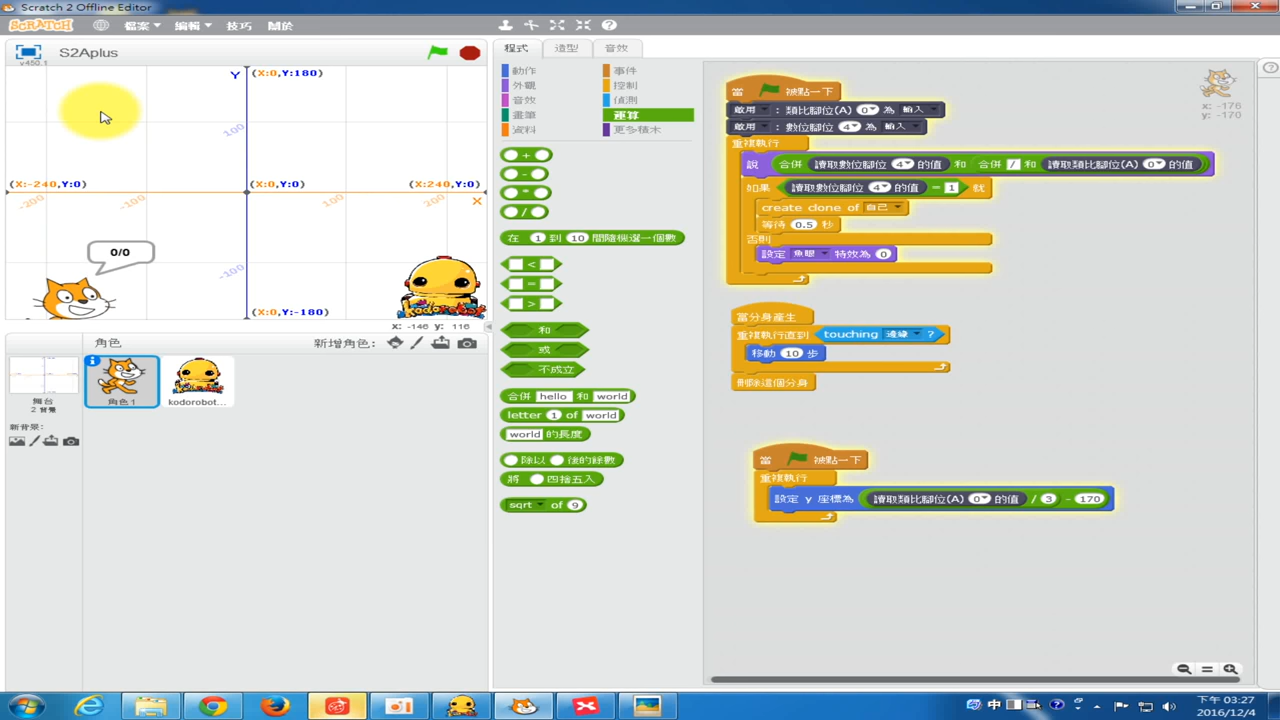 Scratch 2 Offline Editor
SCRATCH 檔案 編輯 技巧 關於
S2Aplus
v450.1
Y (X:0,Y:180)
100
(X:-240,Y:0) (X:0,Y:0) (X:240,Y:0)
-200 -100 100 200
X
0/0
-100
(X:0,Y:-180)
kodorobot
x: -146 y: 116
角色 新增角色:
舞台
2 背景
新背景:
角色1
kodorobot...
程式 造型 音效
動作 事件
外觀 控制
音效 偵測
畫筆 運算
資料 更多積木
+
-
*
/
在 1 到 10 間隨機選一個數
<
=
>
和
或
不成立
合併 hello 和 world
letter 1 of world
world 的長度
除以 後的餘數
將 四捨五入
sqrt of 9
x: -176
y: -170
當 被點一下
啟用 : 類比腳位(A) 0 為 輸入
啟用 : 數位腳位 4 為 輸入
重複執行
說 合併 讀取數位腳位 4 的值 和 合併 / 和 讀取類比腳位(A) 0 的值
如果 讀取數位腳位 4 的值 = 1 就
create clone of 自己
等待 0.5 秒
否則
設定 魚眼 特效為 0
當分身產生
重複執行直到 touching 邊緣 ?
移動 10 步
刪除這個分身
當 被點一下
重複執行
設定 y 座標為 讀取類比腳位(A) 0 的值 / 3 - 170
中
下午 03:27
2016/12/4